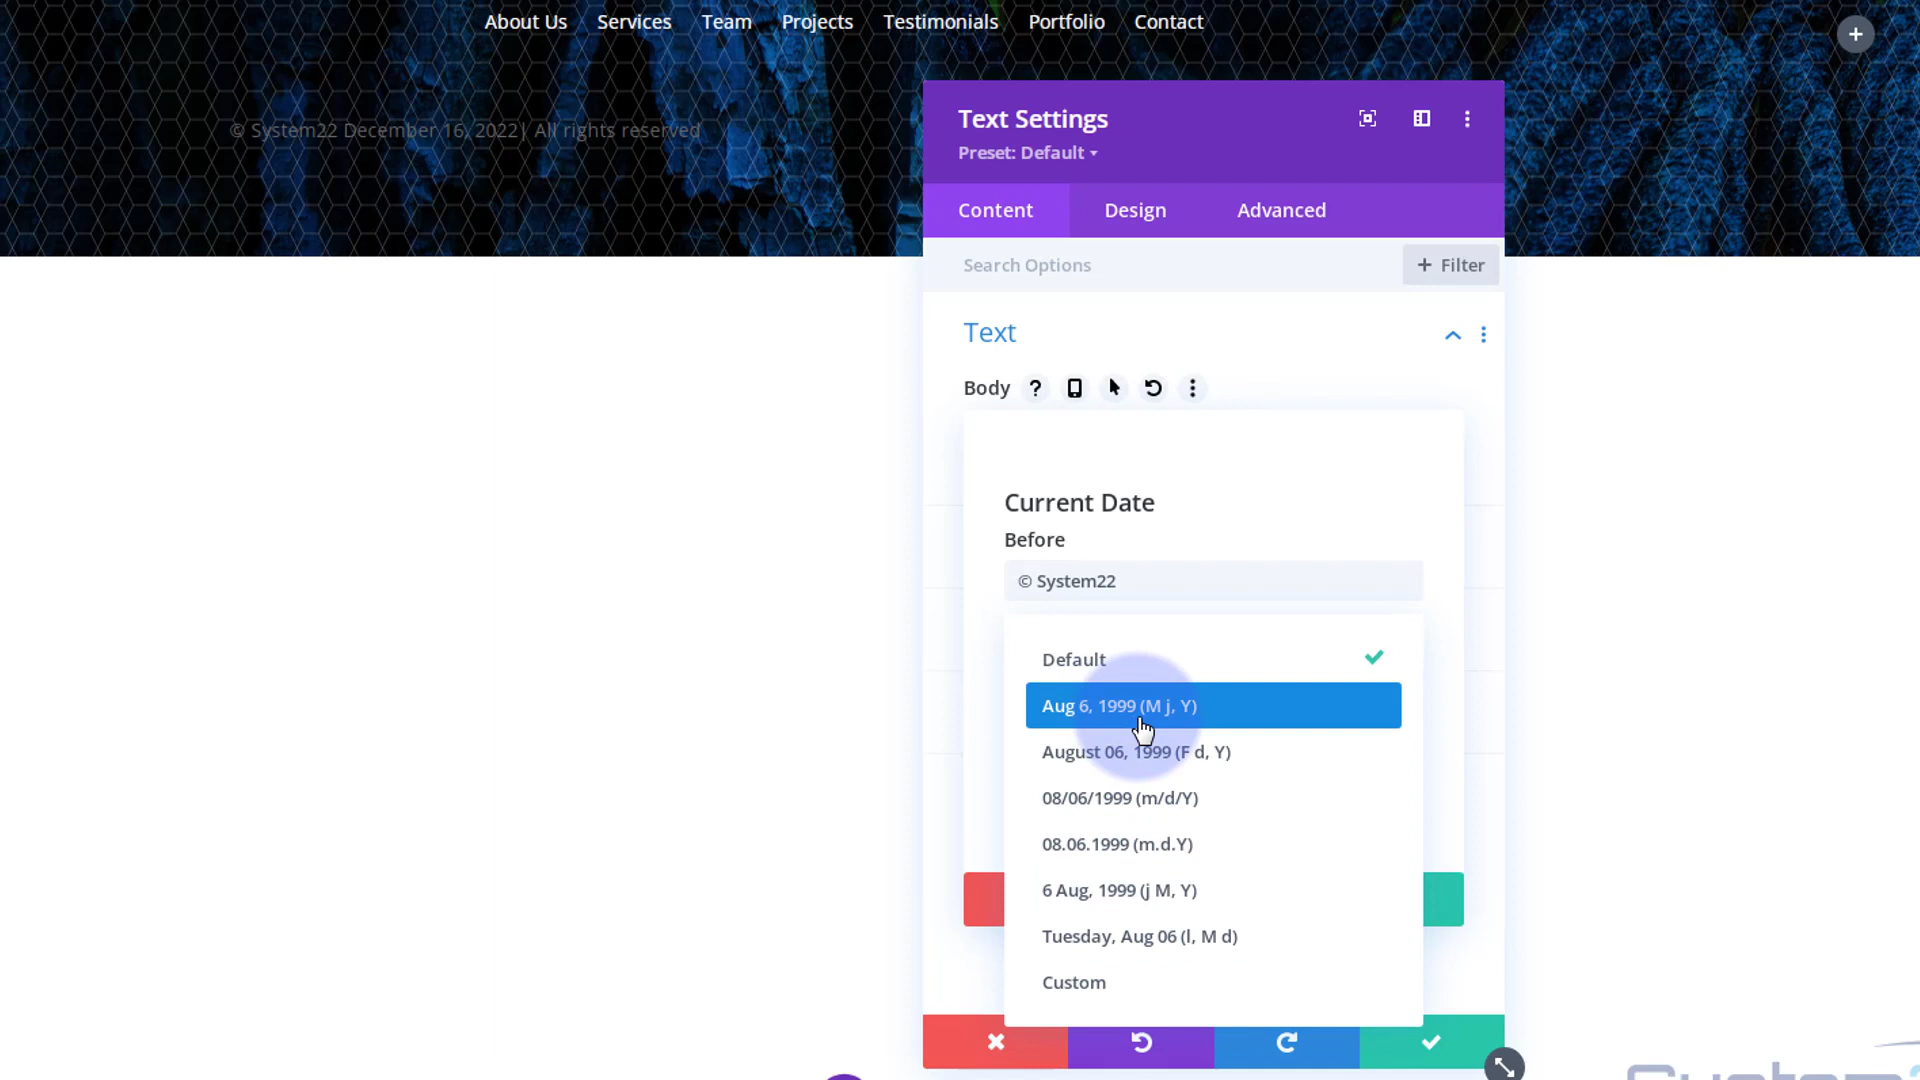 About Us Services Team Projects Testimonials Portfolio Contact
© System22 December 16, 2022| All rights reserved
Text Settings
Preset: Default
Content Design Advanced
Search Options
+ Filter
Text
Body
Current Date
Before
© System22
Default
Aug 6, 1999 (M j, Y)
August 06, 1999 (F d, Y)
08/06/1999 (m/d/Y)
08.06.1999 (m.d.Y)
6 Aug, 1999 (j M, Y)
Tuesday, Aug 06 (l, M d)
Custom